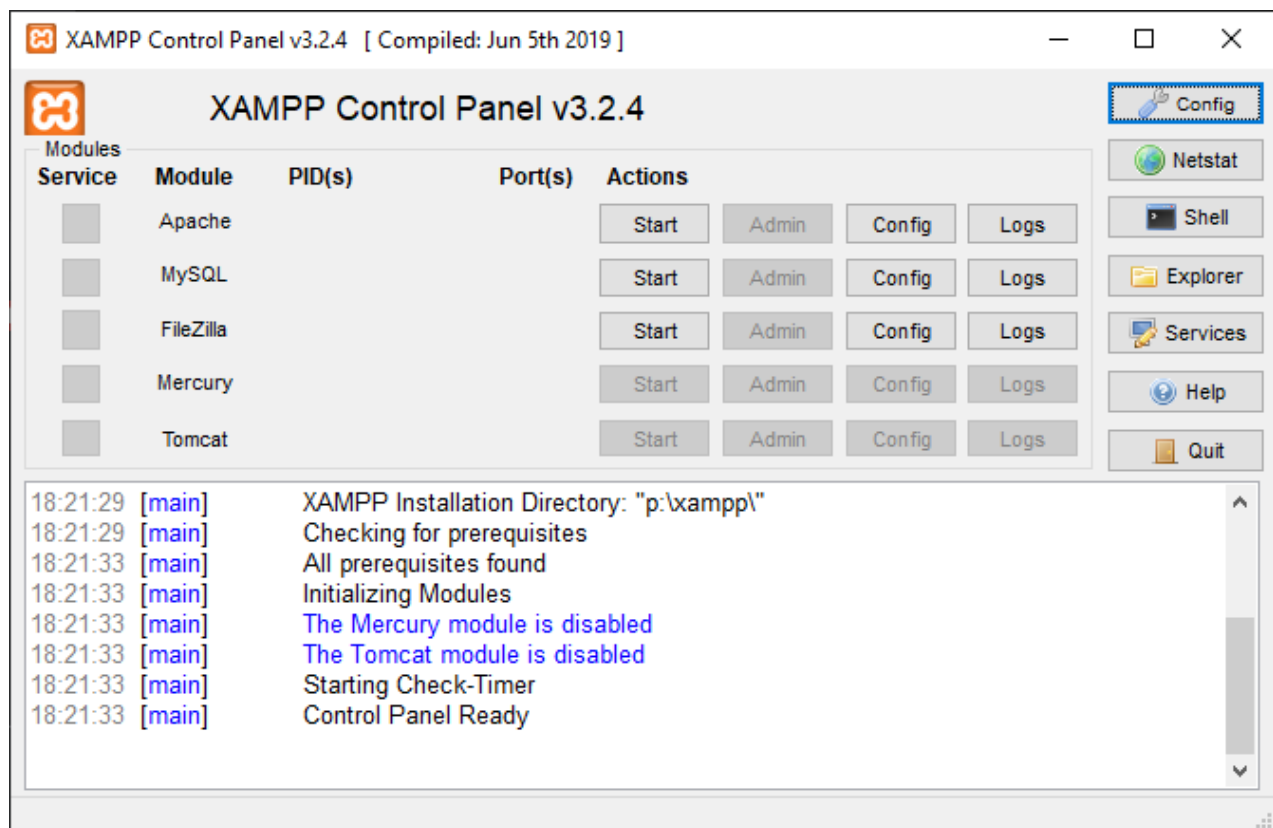 XAMPP Control Panel v3.2.4 [ Compiled: Jun 5th 2019 ]
XAMPP Control Panel v3.2.4
Config
Modules
Service Module PID(s) Port(s) Actions
Netstat
Apache Start Admin Config Logs
Shell
MySQL Start Admin Config Logs
Explorer
FileZilla Start Admin Config Logs
Services
Mercury Start Admin Config Logs
Help
Tomcat Start Admin Config Logs
Quit
18:21:29 [main] XAMPP Installation Directory: "p:\xampp\"
18:21:29 [main] Checking for prerequisites
18:21:33 [main] All prerequisites found
18:21:33 [main] Initializing Modules
18:21:33 [main] The Mercury module is disabled
18:21:33 [main] The Tomcat module is disabled
18:21:33 [main] Starting Check-Timer
18:21:33 [main] Control Panel Ready